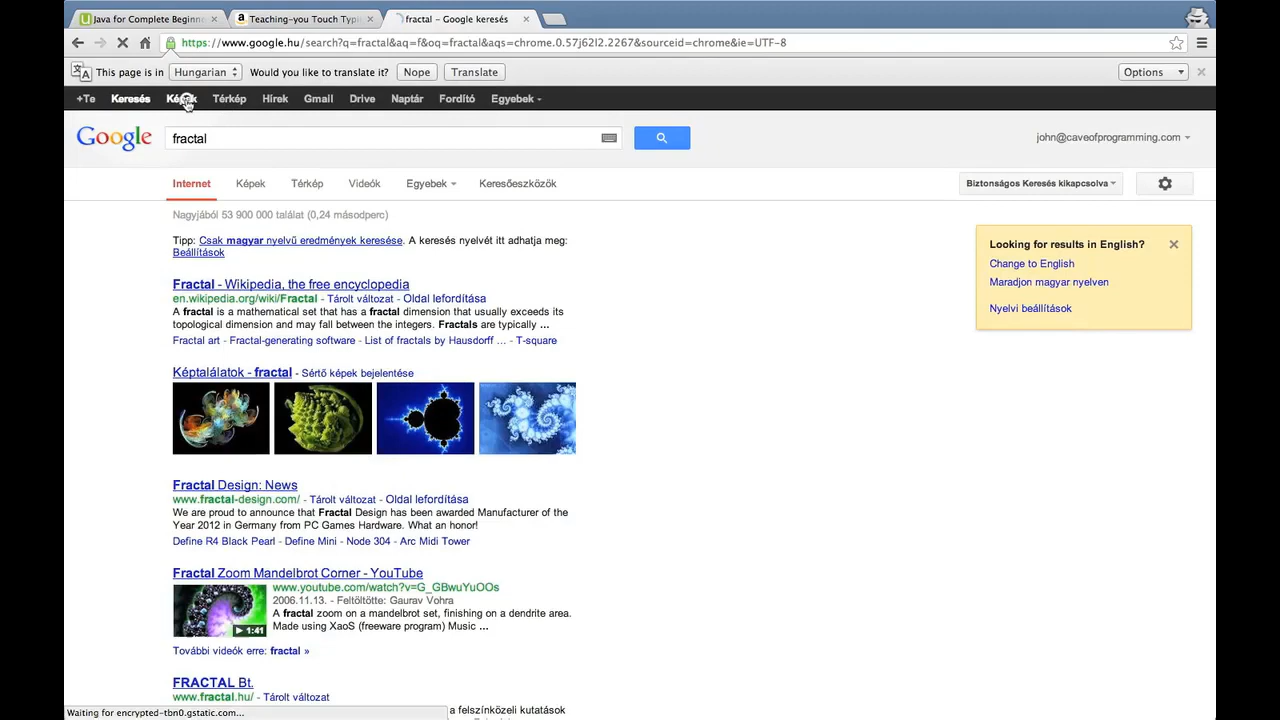 Java for Complete Beginne
Teaching-you Touch Typi
fractal - Google keresés
https://www.google.hu/search?q=fractal&aq=f&oq=fractal&aqs=chrome.0.57j62l2.2267&sourceid=chrome&ie=UTF-8
This page is in Hungarian Would you like to translate it? Nope Translate Options
+Te Keresés Képek Térkép Hírek Gmail Drive Naptár Fordító Egyebek
Google fractal john@caveofprogramming.com
Internet Képek Térkép Videók Egyebek Keresőeszközök Biztonságos Keresés kikapcsolva
Nagyjából 53 900 000 találat (0,24 másodperc)
Tipp: Csak magyar nyelvű eredmények keresése. A keresés nyelvét itt adhatja meg:
Beállítások
Looking for results in English?
Change to English
Maradjon magyar nyelven
Nyelvi beállítások
Fractal - Wikipedia, the free encyclopedia
en.wikipedia.org/wiki/Fractal - Tárolt változat - Oldal lefordítása
A fractal is a mathematical set that has a fractal dimension that usually exceeds its
topological dimension and may fall between the integers. Fractals are typically ...
Fractal art - Fractal-generating software - List of fractals by Hausdorff ... - T-square
Képtalálatok - fractal - Sértő képek bejelentése
Fractal Design: News
www.fractal-design.com/ - Tárolt változat - Oldal lefordítása
We are proud to announce that Fractal Design has been awarded Manufacturer of the
Year 2012 in Germany from PC Games Hardware. What an honor!
Define R4 Black Pearl - Define Mini - Node 304 - Arc Midi Tower
Fractal Zoom Mandelbrot Corner - YouTube
www.youtube.com/watch?v=G_GBwuYuOOs
2006.11.13. - Feltöltötte: Gaurav Vohra
A fractal zoom on a mandelbrot set, finishing on a dendrite area.
Made using XaoS (freeware program) Music ...
1:41
További videók erre: fractal »
FRACTAL Bt.
www.fractal.hu/ - Tárolt változat
a felszínközeli kutatások
Waiting for encrypted-tbn0.gstatic.com...